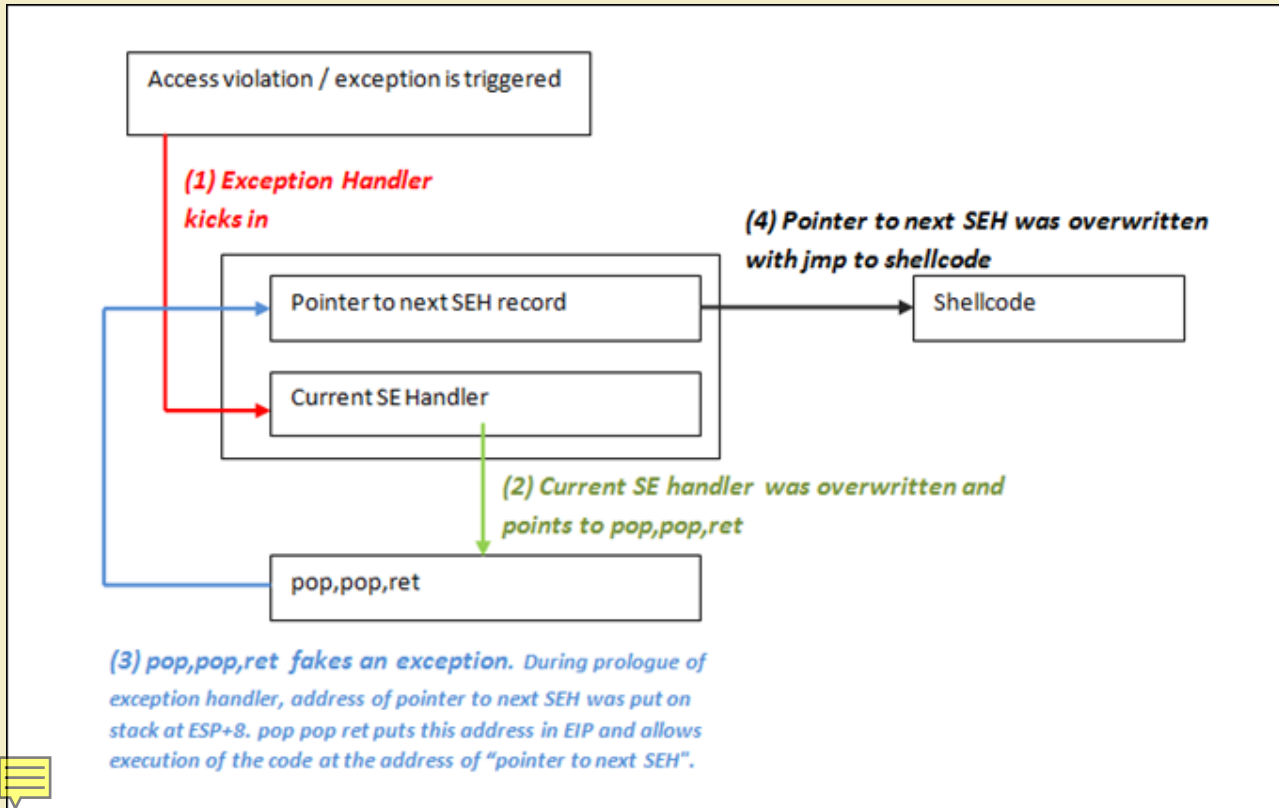 Access violation / exception is triggered
(1) Exception Handler
kicks in
(4) Pointer to next SEH was overwritten
with jmp to shellcode
Pointer to next SEH record
Shellcode
Current SE Handler
(2) Current SE handler was overwritten and
points to pop,pop,ret
pop,pop,ret
(3) pop,pop,ret fakes an exception. During prologue of
exception handler, address of pointer to next SEH was put on
stack at ESP+8. pop pop ret puts this address in EIP and allows
execution of the code at the address of “pointer to next SEH".